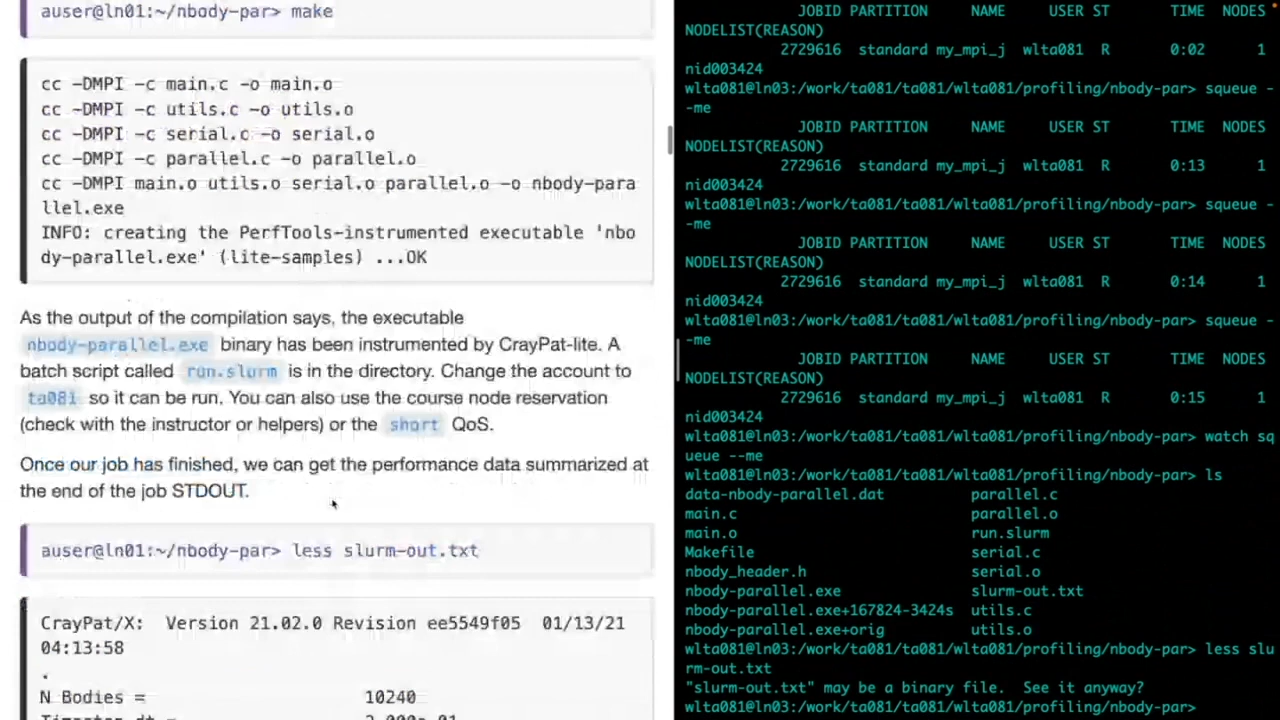 auser@ln01:~/nbody-par> make
cc -DMPI -c main.c -o main.o
cc -DMPI -c utils.c -o utils.o
cc -DMPI -c serial.c -o serial.o
cc -DMPI -c parallel.c -o parallel.o
cc -DMPI main.o utils.o serial.o parallel.o -o nbody-para
llel.exe
INFO: creating the PerfTools-instrumented executable 'nbo
dy-parallel.exe' (lite-samples) ...OK
As the output of the compilation says, the executable
nbody-parallel.exe binary has been instrumented by CrayPat-lite. A
batch script called run.slurm is in the directory. Change the account to
ta081 so it can be run. You can also use the course node reservation
(check with the instructor or helpers) or the short QoS.
Once our job has finished, we can get the performance data summarized at
the end of the job STDOUT.
auser@ln01:~/nbody-par> less slurm-out.txt
CrayPat/X: Version 21.02.0 Revision ee5549f05 01/13/21
04:13:58
.
N Bodies = 10240
Timestep dt = 2.000e-01
JOBID PARTITION NAME USER ST TIME NODES
NODELIST(REASON)
2729616 standard my_mpi_j wlta081 R 0:02 1
nid003424
wlta081@ln03:/work/ta081/ta081/wlta081/profiling/nbody-par> squeue -
-me
JOBID PARTITION NAME USER ST TIME NODES
NODELIST(REASON)
2729616 standard my_mpi_j wlta081 R 0:13 1
nid003424
wlta081@ln03:/work/ta081/ta081/wlta081/profiling/nbody-par> squeue -
-me
JOBID PARTITION NAME USER ST TIME NODES
NODELIST(REASON)
2729616 standard my_mpi_j wlta081 R 0:14 1
nid003424
wlta081@ln03:/work/ta081/ta081/wlta081/profiling/nbody-par> squeue -
-me
JOBID PARTITION NAME USER ST TIME NODES
NODELIST(REASON)
2729616 standard my_mpi_j wlta081 R 0:15 1
nid003424
wlta081@ln03:/work/ta081/ta081/wlta081/profiling/nbody-par> watch sq
ueue --me
wlta081@ln03:/work/ta081/ta081/wlta081/profiling/nbody-par> ls
data-nbody-parallel.dat parallel.c
main.c parallel.o
main.o run.slurm
Makefile serial.c
nbody_header.h serial.o
nbody-parallel.exe slurm-out.txt
nbody-parallel.exe+167824-3424s utils.c
nbody-parallel.exe+orig utils.o
wlta081@ln03:/work/ta081/ta081/wlta081/profiling/nbody-par> less slu
rm-out.txt
"slurm-out.txt" may be a binary file. See it anyway?
wlta081@ln03:/work/ta081/ta081/wlta081/profiling/nbody-par>